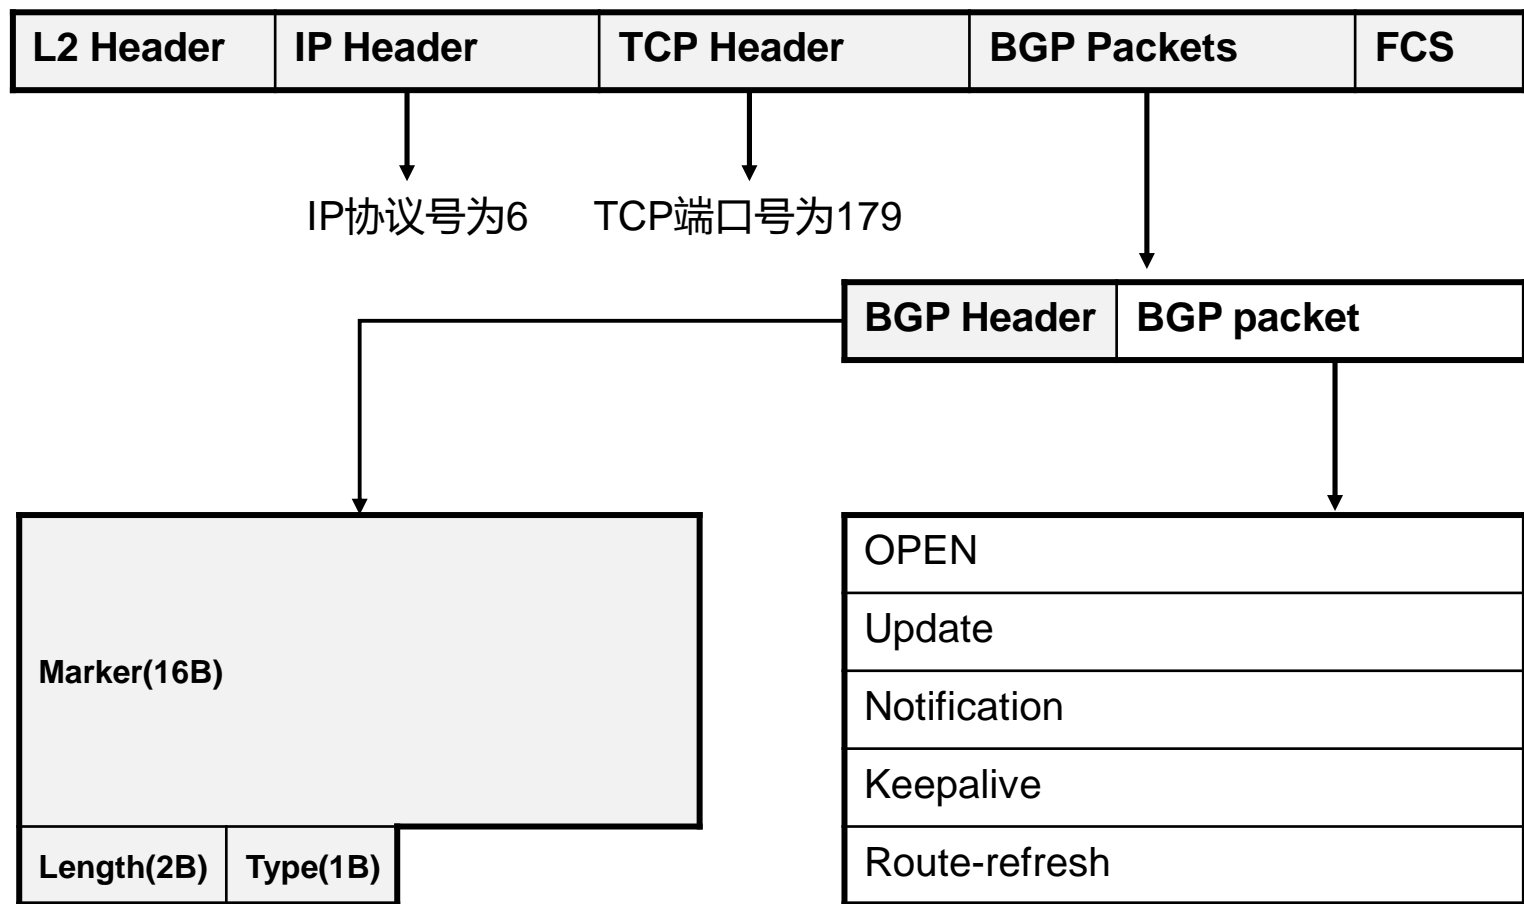 L2 Header IP Header TCP Header BGP Packets FCS
IP协议号为6 TCP端口号为179
BGP Header BGP packet
Marker(16B)
Length(2B) Type(1B)
OPEN
Update
Notification
Keepalive
Route-refresh